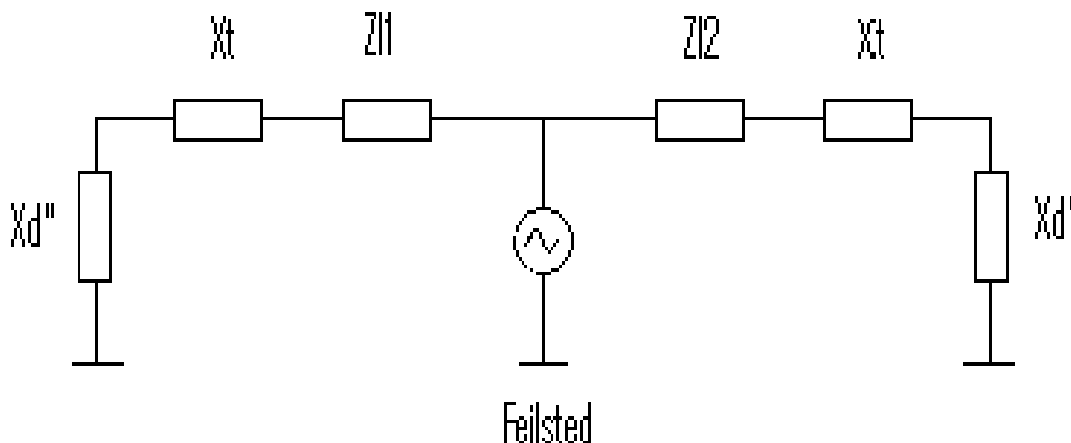 Xt
Zl1
Zl2
Xt
Xd"
Xd'
Feilsted